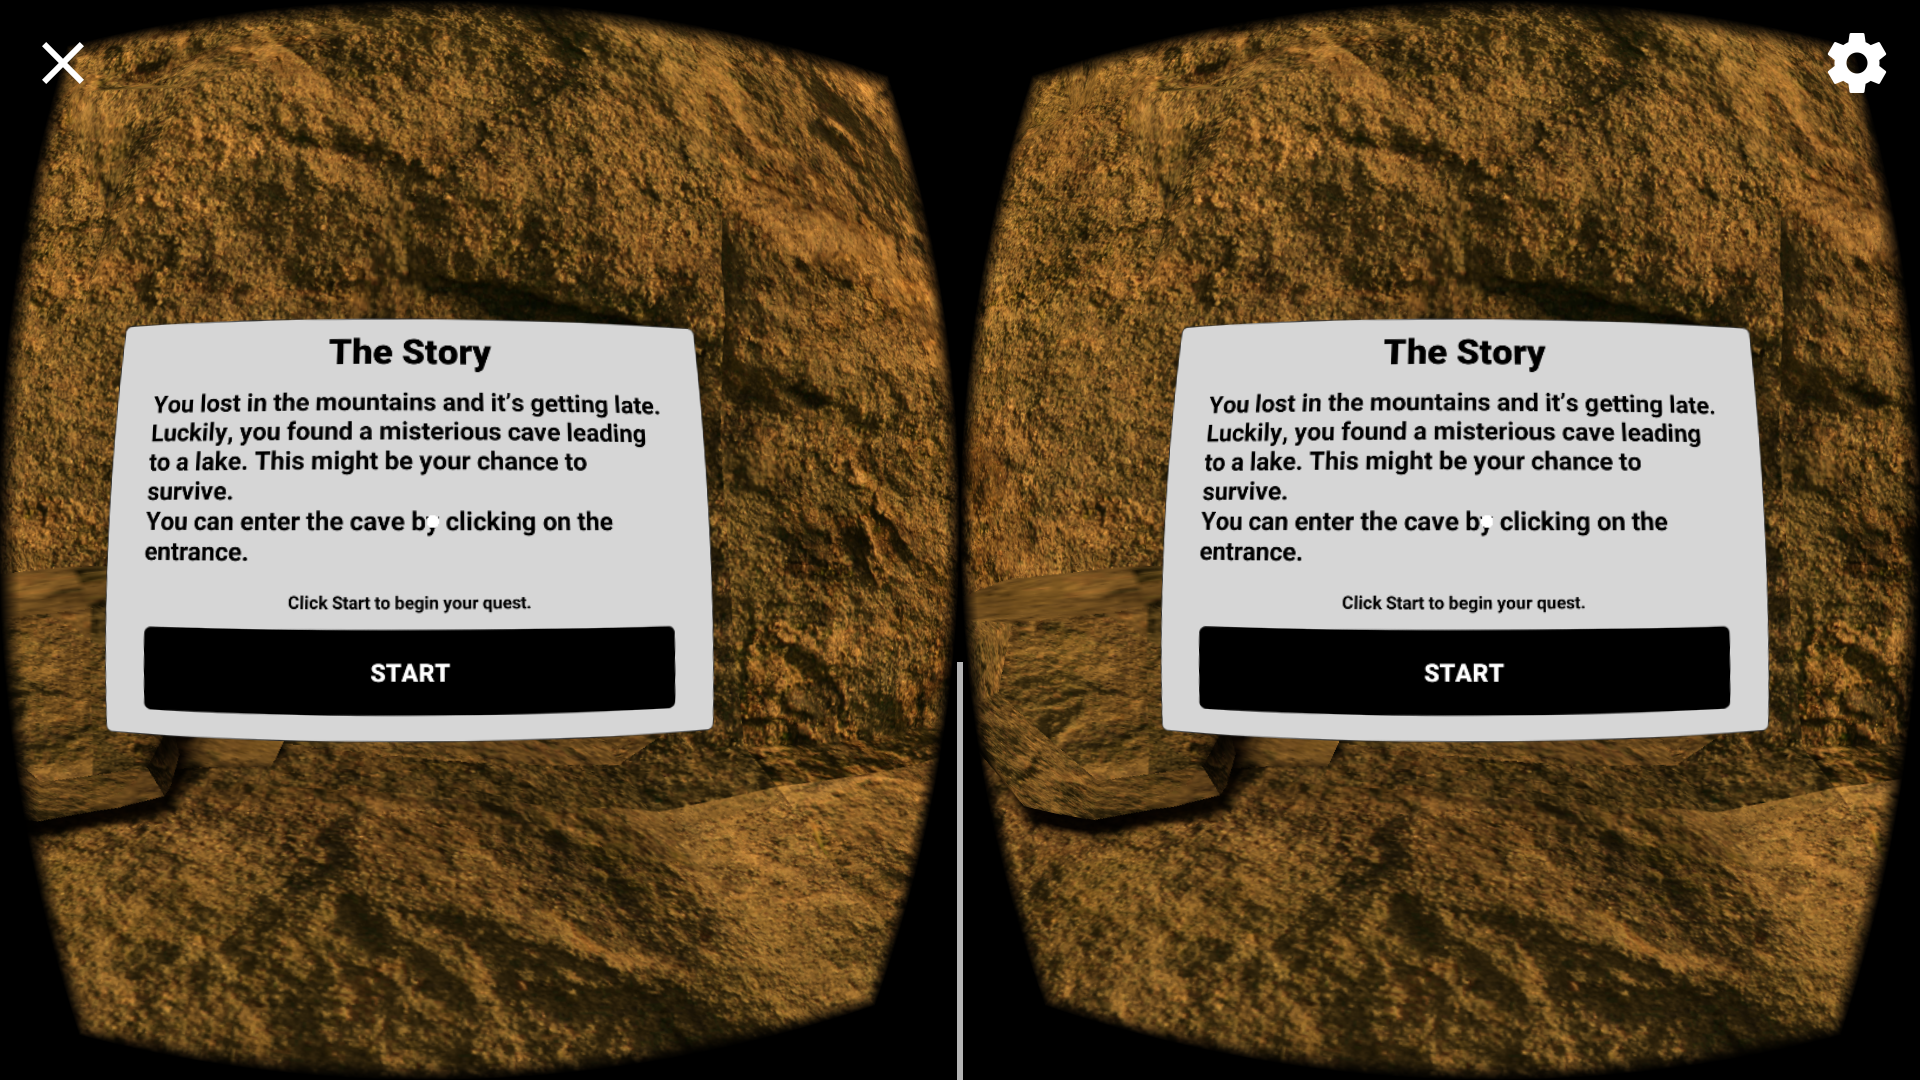 The Story
You lost in the mountains and it's getting late.
Luckily, you found a misterious cave leading
to a lake. This might be your chance to
survive.
You can enter the cave by clicking on the
entrance.
Click Start to begin your quest.
START
The Story
You lost in the mountains and it's getting late.
Luckily, you found a misterious cave leading
to a lake. This might be your chance to
survive.
You can enter the cave by clicking on the
entrance.
Click Start to begin your quest.
START